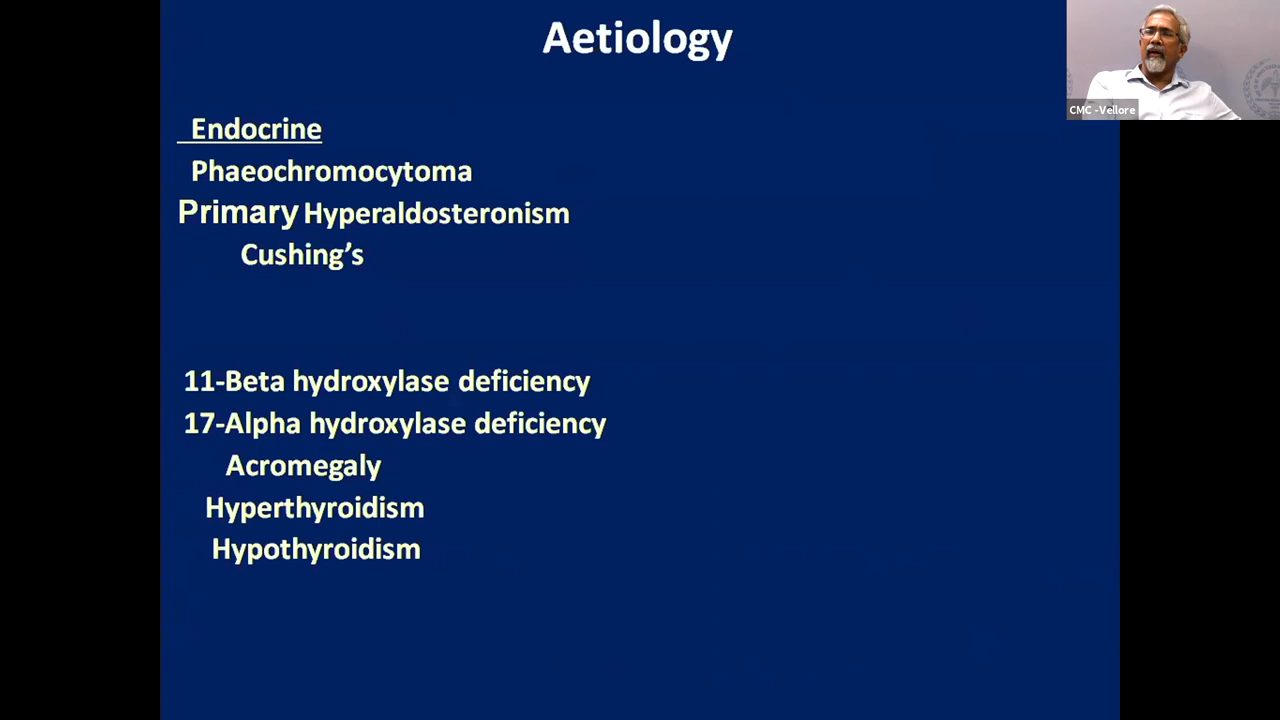 Aetiology
CMC -Vellore
Endocrine
Phaeochromocytoma
Primary Hyperaldosteronism
Cushing’s
11-Beta hydroxylase deficiency
17-Alpha hydroxylase deficiency
Acromegaly
Hyperthyroidism
Hypothyroidism